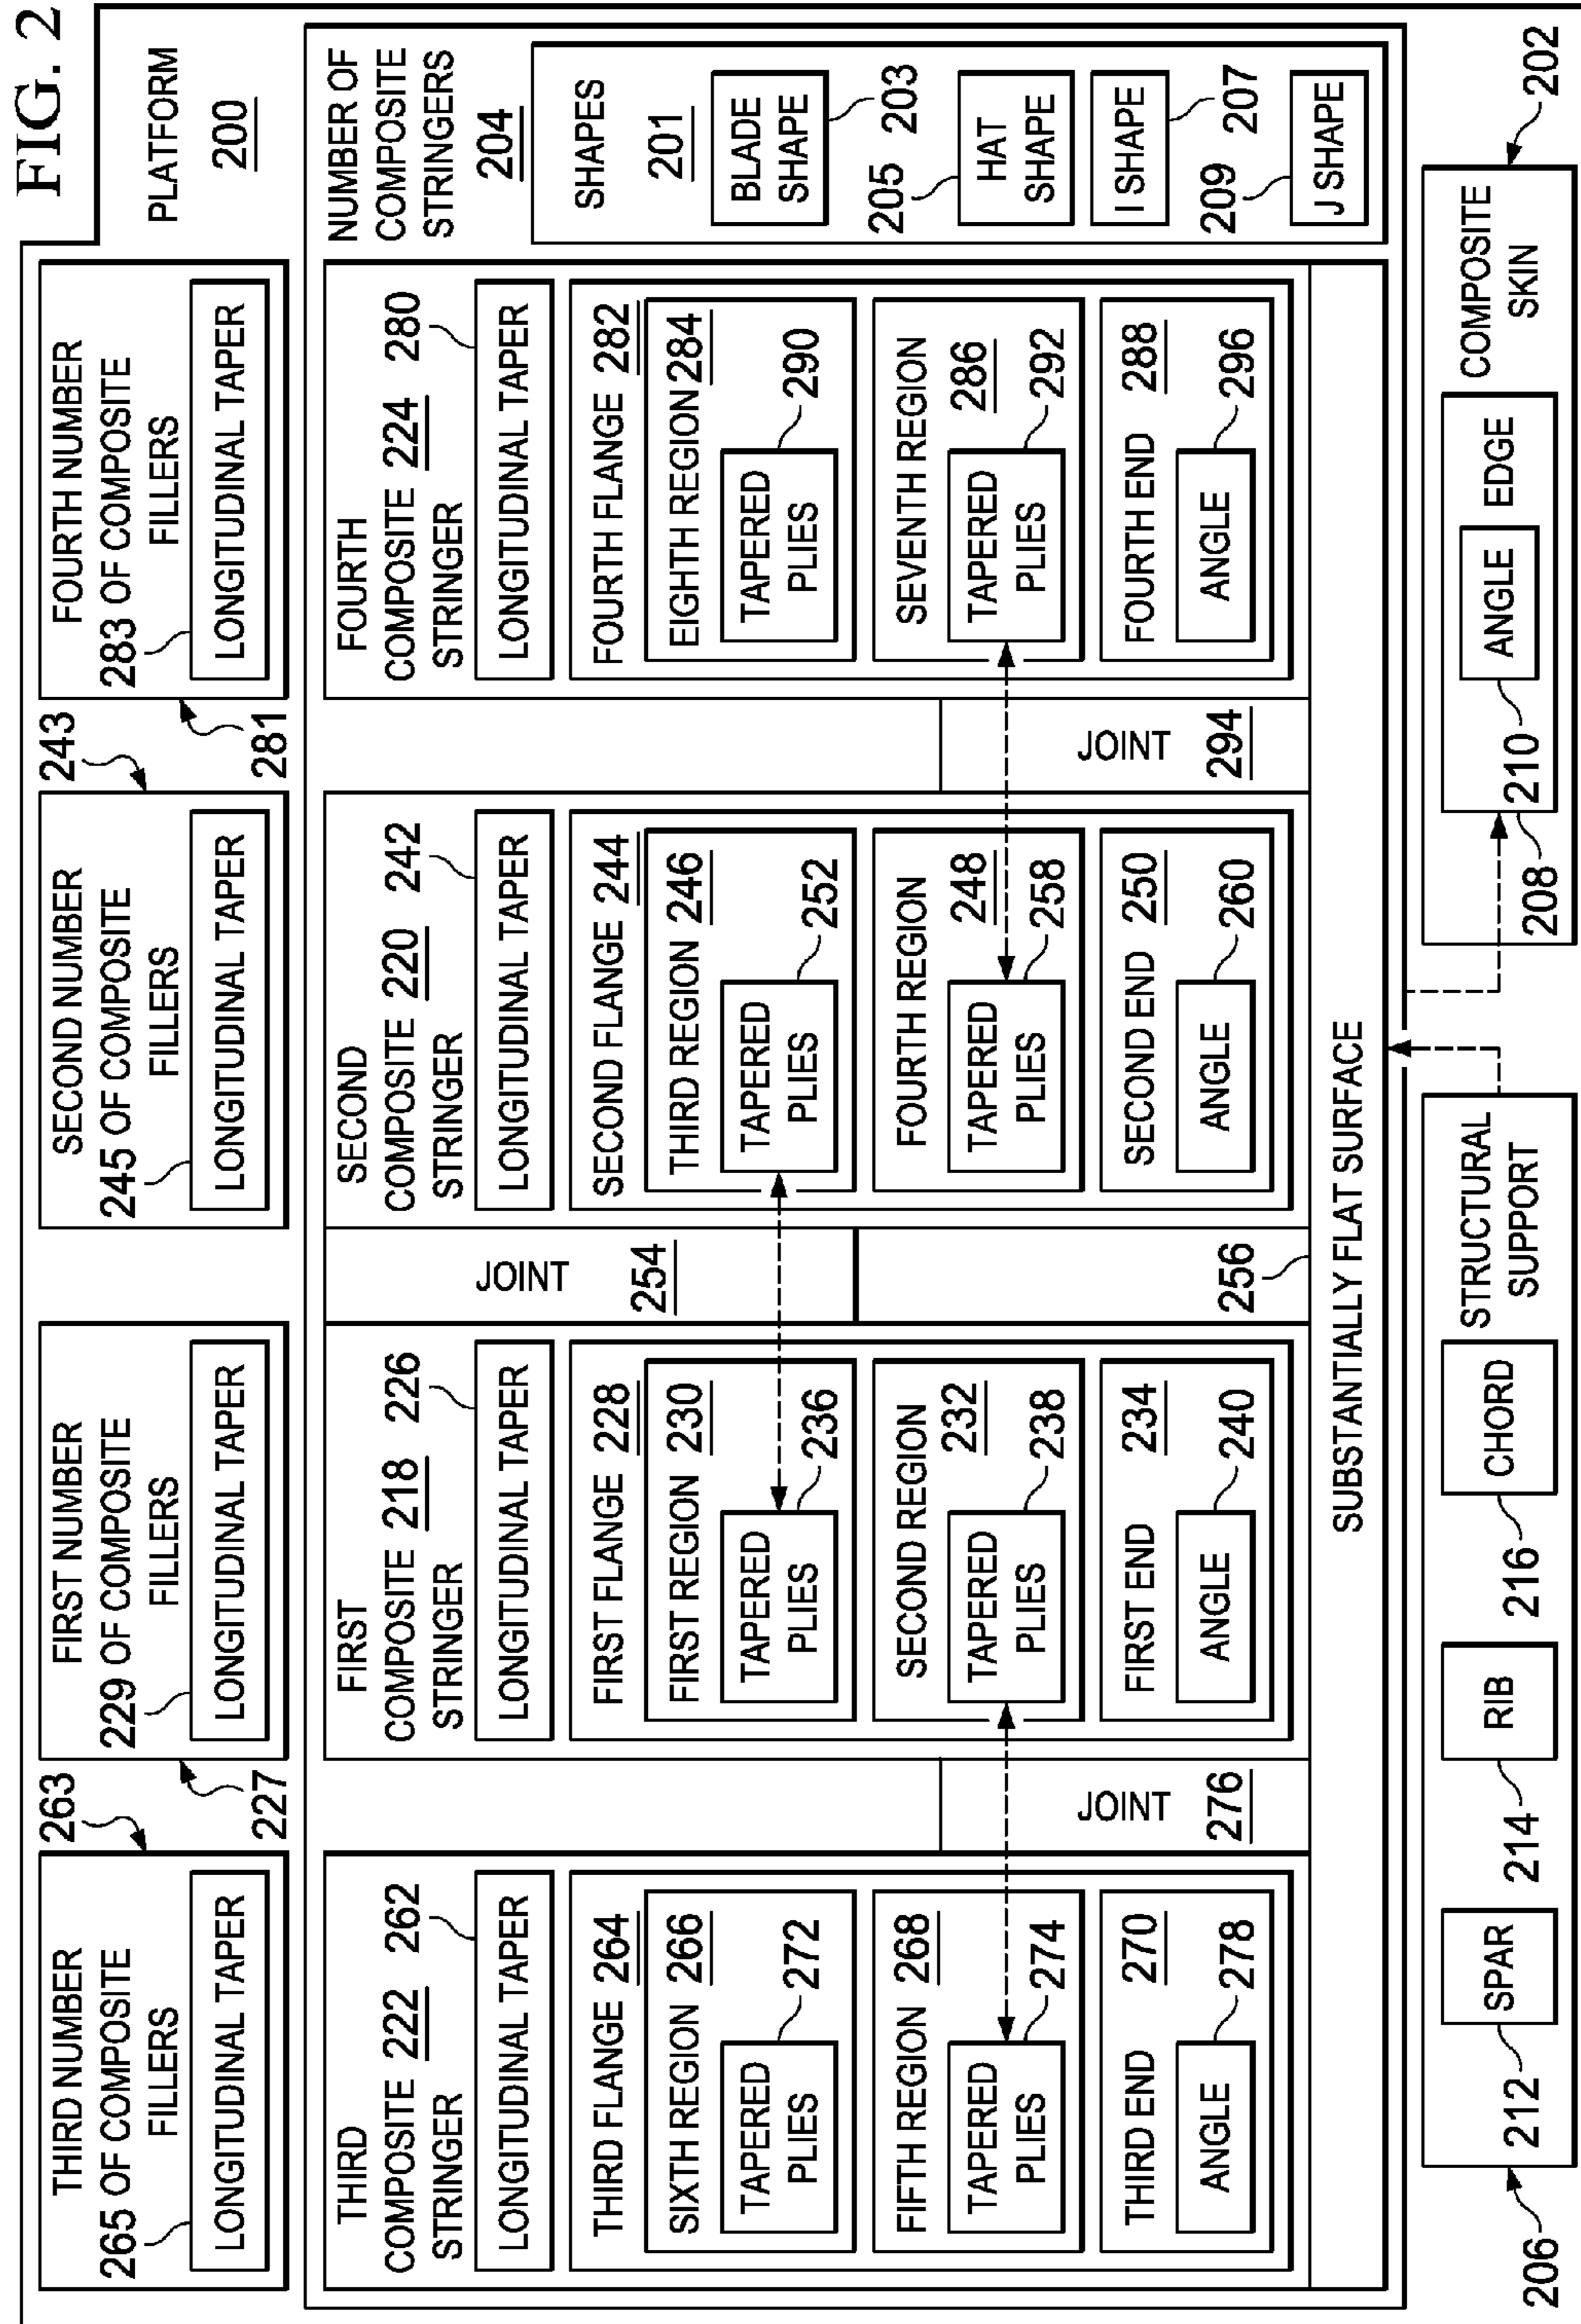 FIG. 2
PLATFORM
200
THIRD NUMBER
265 OF COMPOSITE
FILLERS
LONGITUDINAL TAPER
263
FIRST NUMBER
229 OF COMPOSITE
FILLERS
LONGITUDINAL TAPER
227
SECOND NUMBER
245 OF COMPOSITE
FILLERS
LONGITUDINAL TAPER
243
FOURTH NUMBER
283 OF COMPOSITE
FILLERS
LONGITUDINAL TAPER
281
NUMBER OF
COMPOSITE
STRINGERS
204
THIRD
COMPOSITE 222 262
STRINGER
LONGITUDINAL TAPER
THIRD FLANGE 264
SIXTH REGION 266
TAPERED
PLIES
272
FIFTH REGION 268
TAPERED
PLIES
274
THIRD END 270
ANGLE
278
JOINT
276
FIRST
COMPOSITE 218 226
STRINGER
LONGITUDINAL TAPER
FIRST FLANGE 228
FIRST REGION 230
TAPERED
PLIES
236
SECOND REGION
232
TAPERED
PLIES
238
FIRST END 234
ANGLE
240
JOINT
254
256
SECOND
COMPOSITE 220 242
STRINGER
LONGITUDINAL TAPER
SECOND FLANGE 244
THIRD REGION 246
TAPERED
PLIES
252
FOURTH REGION
248
TAPERED
PLIES
258
SECOND END 250
ANGLE
260
JOINT
294
FOURTH
COMPOSITE 224 280
STRINGER
LONGITUDINAL TAPER
FOURTH FLANGE 282
EIGHTH REGION 284
TAPERED
PLIES
290
SEVENTH REGION
286
TAPERED
PLIES
292
FOURTH END 288
ANGLE
296
SHAPES
201
BLADE
SHAPE
203
205
HAT
SHAPE
I SHAPE
207
209
J SHAPE
SUBSTANTIALLY FLAT SURFACE
206
SPAR
212
RIB
214
CHORD
216
STRUCTURAL
SUPPORT
208
210
ANGLE
EDGE
COMPOSITE
SKIN
202